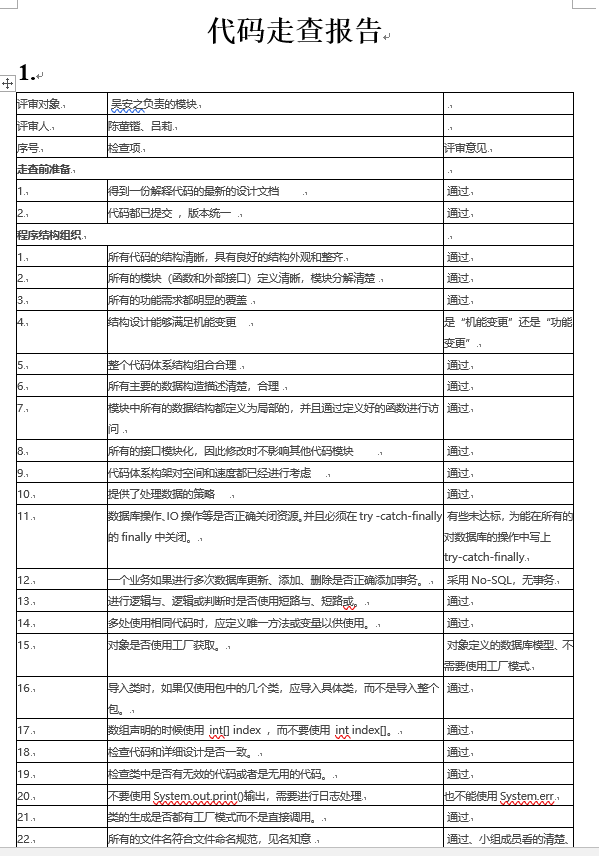 代码走查报告
1.
评审对象 吴安之负责的模块
评审人 陈董锴、吕莉
序号 检查项 评审意见
走查前准备
1. 得到一份解释代码的最新的设计文档 通过
2. 代码都已提交，版本统一 通过
程序结构组织
1. 所有代码的结构清晰，具有良好的结构外观和整齐 通过
2. 所有的模块（函数和外部接口）定义清晰，模块分解清楚 通过
3. 所有的功能需求都明显的覆盖 通过
4. 结构设计能够满足机能变更 是“机能变更”还是“功能
变更”
5. 整个代码体系结构组合合理 通过
6. 所有主要的数据构造描述清楚，合理 通过
7. 模块中所有的数据结构都定义为局部的，并且通过定义好的函数进行访 通过
问
8. 所有的接口模块化，因此修改时不影响其他代码模块 通过
9. 代码体系构架对空间和速度都已经进行考虑 通过
10. 提供了处理数据的策略 通过
11. 数据库操作、IO 操作等是否正确关闭资源。并且必须在 try -catch-finally 有些未达标，为能在所有的
的 finally 中关闭。 对数据库的操作中写上
try-catch-finally
12. 一个业务如果进行多次数据库更新、添加、删除是否正确添加事务。 采用 No-SQL，无事务
13. 进行逻辑与、逻辑或判断时是否使用短路与、短路或。 通过
14. 多处使用相同代码时，应定义唯一方法或变量以供使用。 通过
15. 对象是否使用工厂获取。 对象定义的数据库模型、不
需要使用工厂模式
16. 导入类时，如果仅使用包中的几个类，应导入具体类，而不是导入整个 通过
包。
17. 数组声明的时候使用 int[] index ，而不要使用 int index[]。 通过
18. 检查代码和详细设计是否一致。 通过
19. 检查类中是否有无效的代码或者是无用的代码。 通过
20. 不要使用 System.out.print()输出，需要进行日志处理 也不能使用 System.err
21. 类的生成是否都有工厂模式而不是直接调用。 通过
22. 所有的文件名符合文件命名规范，见名知意 通过、小组成员看的清楚、